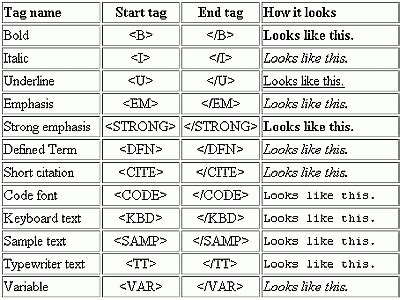 Tag name Start tag End tag How it looks
Bold <B> </B> Looks like this.
Italic <I> </I> Looks like this.
Underline <U> </U> Looks like this.
Emphasis <EM> </EM> Looks like this.
Strong emphasis <STRONG> </STRONG> Looks like this.
Defined Term <DFN> </DFN> Looks like this.
Short citation <CITE> </CITE> Looks like this.
Code font <CODE> </CODE> Looks like this.
Keyboard text <KBD> </KBD> Looks like this.
Sample text <SAMP> </SAMP> Looks like this.
Typewriter text <TT> </TT> Looks like this.
Variable <VAR> </VAR> Looks like this.